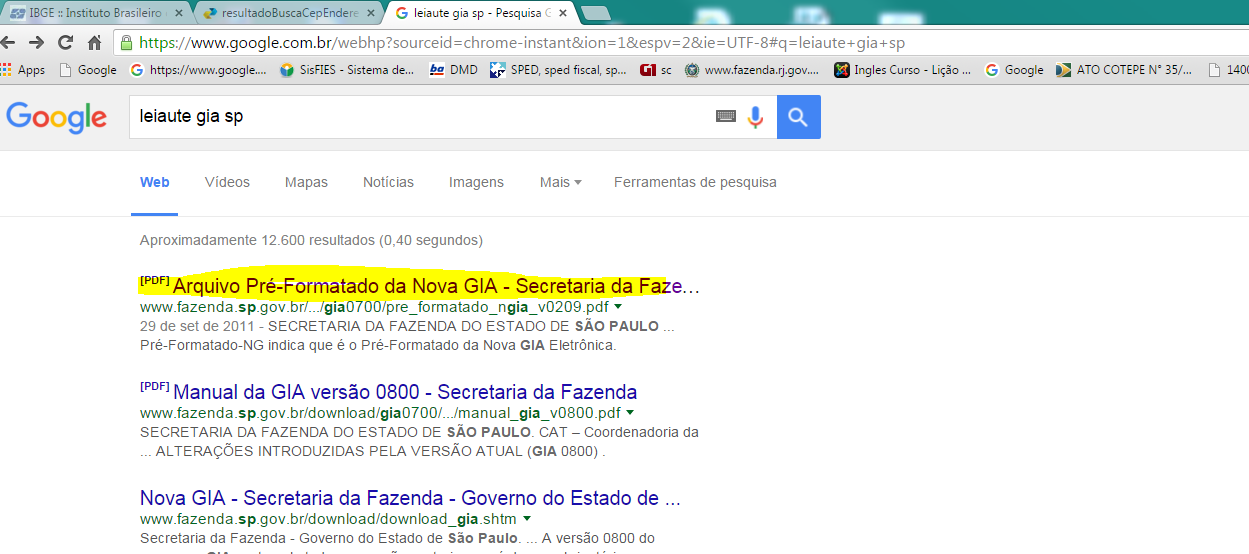 IBGE :: Instituto Brasileiro
resultadoBuscaCepEndere
leiaute gia sp - Pesquisa G
https://www.google.com.br/webhp?sourceid=chrome-instant&ion=1&espv=2&ie=UTF-8#q=leiaute+gia+sp
Apps Google https://www.google.... SisFIES - Sistema de... DMD SPED, sped fiscal, sp... G1 sc www.fazenda.rj.gov.... Ingles Curso - Lição ... Google ATO COTEPE N° 35/... 1400
Google leiaute gia sp
Web Vídeos Mapas Notícias Imagens Mais Ferramentas de pesquisa
Aproximadamente 12.600 resultados (0,40 segundos)
[PDF] Arquivo Pré-Formatado da Nova GIA - Secretaria da Faze...
www.fazenda.sp.gov.br/.../gia0700/pre_formatado_ngia_v0209.pdf
29 de set de 2011 - SECRETARIA DA FAZENDA DO ESTADO DE SÃO PAULO ...
Pré-Formatado-NG indica que é o Pré-Formatado da Nova GIA Eletrônica.
[PDF] Manual da GIA versão 0800 - Secretaria da Fazenda
www.fazenda.sp.gov.br/download/gia0700/.../manual_gia_v0800.pdf
SECRETARIA DA FAZENDA DO ESTADO DE SÃO PAULO. CAT – Coordenadoria da
... ALTERAÇÕES INTRODUZIDAS PELA VERSÃO ATUAL (GIA 0800) .
Nova GIA - Secretaria da Fazenda - Governo do Estado de ...
www.fazenda.sp.gov.br/download/download_gia.shtm
Secretaria da Fazenda - Governo do Estado de São Paulo. ... A versão 0800 do